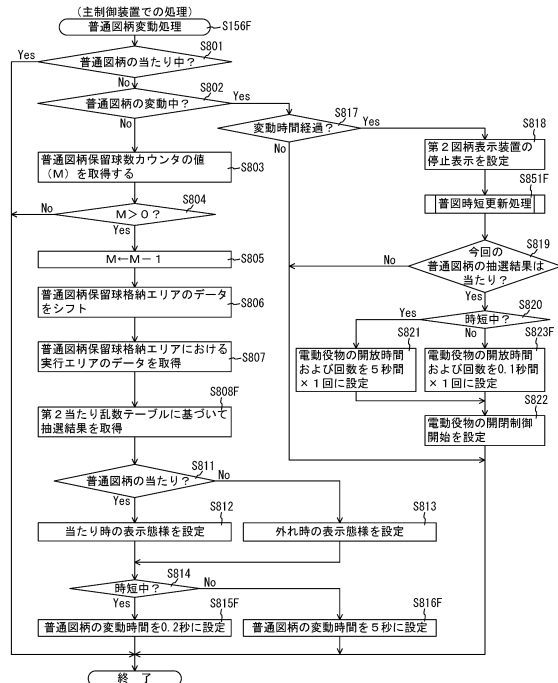 (主制御装置での処理)
普通図柄変動処理
S156F
S801
普通図柄の当たり中？
Yes
No
S802
普通図柄の変動中？
Yes
No
S803
普通図柄保留球数カウンタの値
(M)を取得する
S804
M＞0？
No
Yes
S805
M←M－1
S806
普通図柄保留球格納エリアのデータ
をシフト
S807
普通図柄保留球格納エリアにおける
実行エリアのデータを取得
S808F
第2当たり乱数テーブルに基づいて
抽選結果を取得
S811
普通図柄の当たり？
No
Yes
S812
当たり時の表示態様を設定
S813
外れ時の表示態様を設定
S814
時短中？
No
Yes
S815F
普通図柄の変動時間を0.2秒に設定
S816F
普通図柄の変動時間を5秒に設定
S817
変動時間経過？
Yes
No
S818
第2図柄表示装置の
停止表示を設定
S851F
普図時短更新処理
S819
今回の
普通図柄の抽選結果は
当たり？
No
Yes
S820
時短中？
Yes
No
S821
電動役物の開放時間
および回数を5秒間
×1回に設定
S823F
電動役物の開放時間
および回数を0.1秒間
×1回に設定
S822
電動役物の開閉制御
開始を設定
終 了